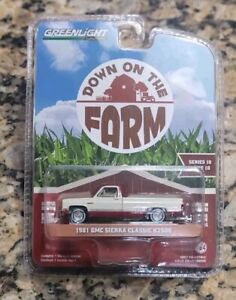 GREENLIGHT
DOWN ON THE
FARM
SERIES 10
1981 GMC SIERRA CLASSIC K2500